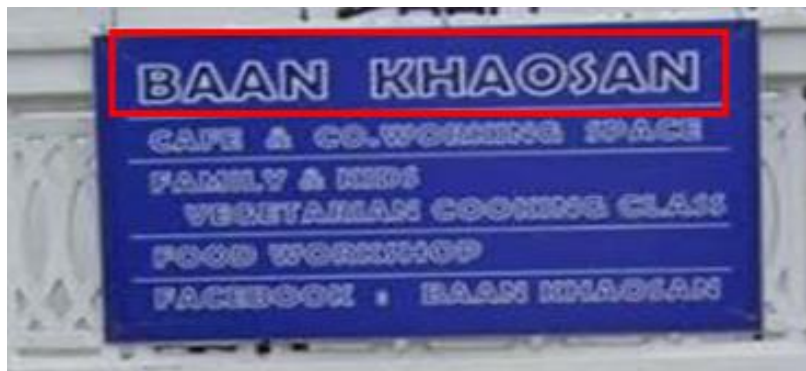 BAAN KHAOSAN
CAFE & CO.WORKING SPACE
FAMILY & KIDS
VEGETARIAN COOKING CLASS
FOOD WORKSHOP
FACEBOOK : BAAN KHAOSAN